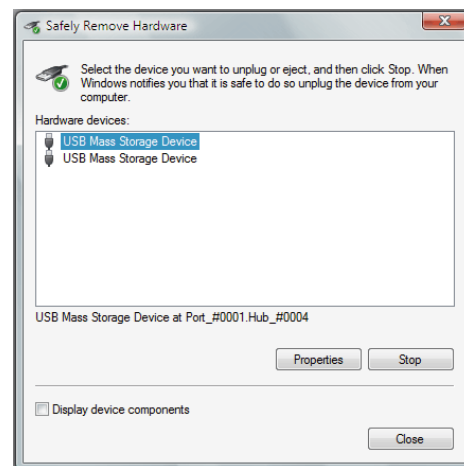 Safely Remove Hardware
Select the device you want to unplug or eject, and then click Stop. When
Windows notifies you that it is safe to do so unplug the device from your
computer.
Hardware devices:
USB Mass Storage Device
USB Mass Storage Device
USB Mass Storage Device at Port_#0001.Hub_#0004
Properties
Stop
Display device components
Close